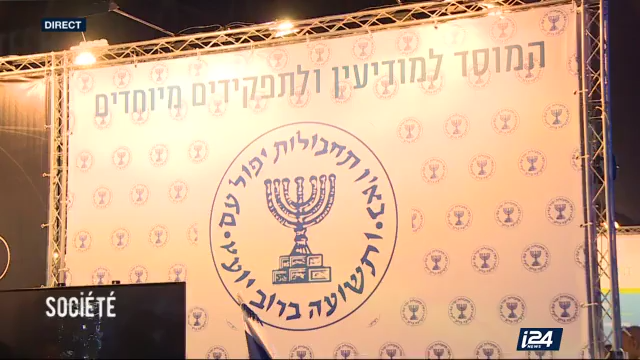 DIRECT
המוסד למודיעין ולתפקידים מיוחדים
באין תחבולות יפול עם
ותשועה ברוב יועץ
SOCIÉTÉ
i24
NEWS